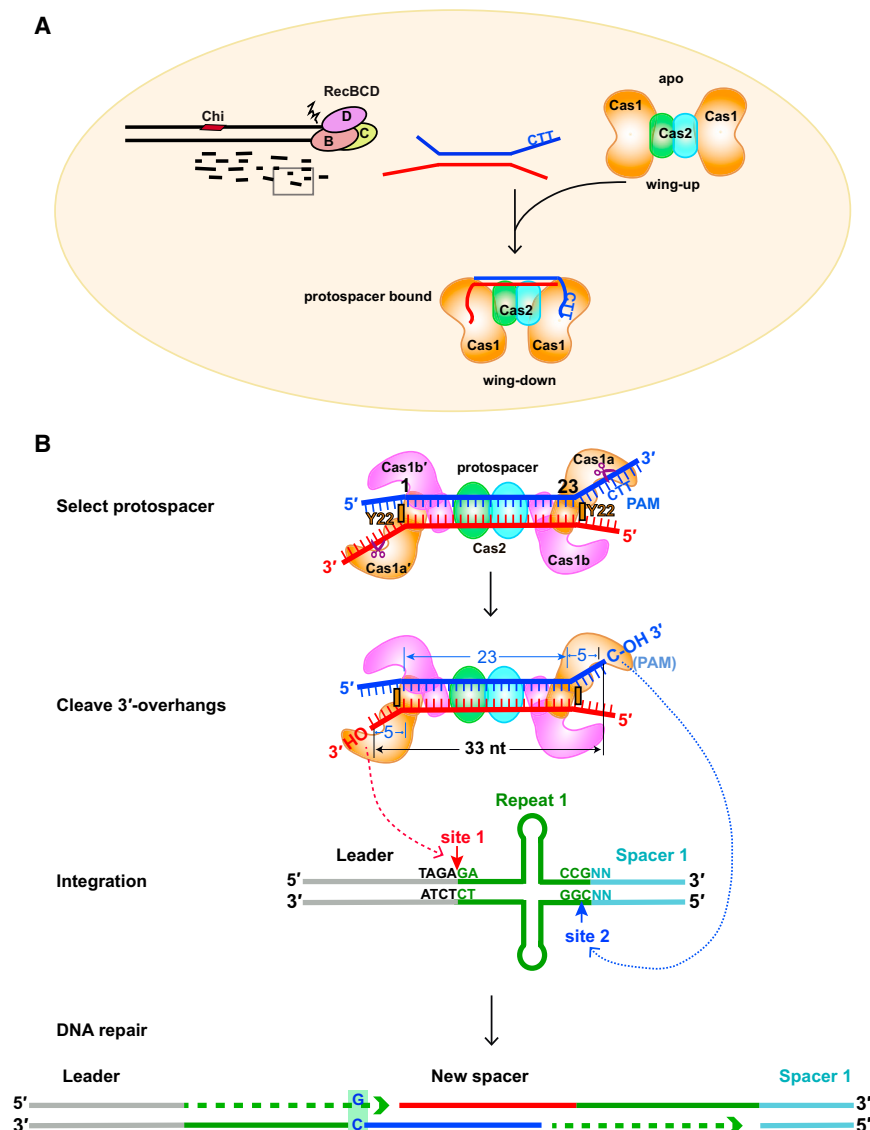 A
RecBCD
Chi
D
B
C
CTT
apo
Cas1
Cas2
Cas1
wing-up
protospacer bound
Cas2
CTT
Cas1
Cas1
wing-down
B
Select protospacer
Cas1b′
protospacer
Cas1a
3′
1
23
CTT
PAM
5′
Y22
Y22
5′
3′
Cas1a′
Cas2
Cas1b
Cleave 3′-overhangs
23
5
C-OH 3′
(PAM)
5′
5′
3′
HO
5
33 nt
Repeat 1
site 1
Integration
Leader
TAGAGA
CCGNN
Spacer 1
5′
3′
3′
ATCTCT
GGCNN
5′
site 2
DNA repair
Leader
New spacer
Spacer 1
5′
G
3′
3′
C
5′